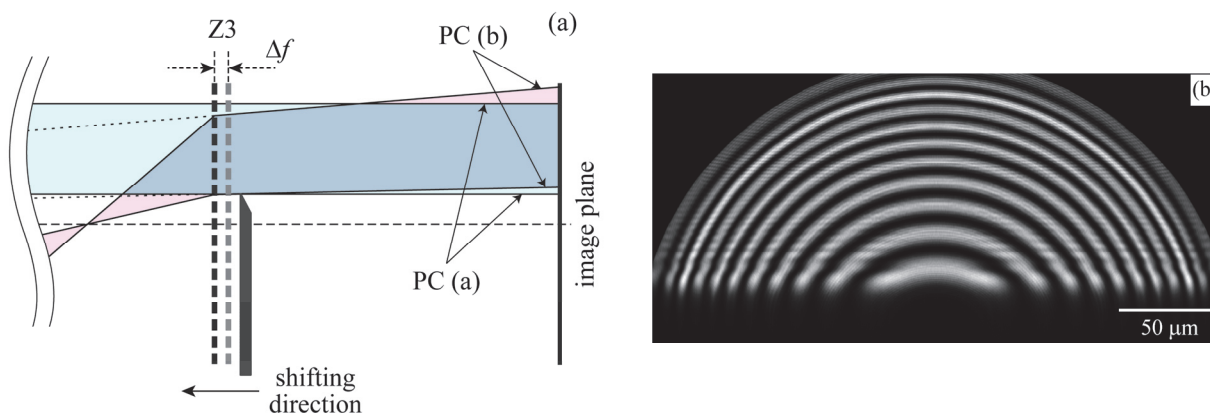 Z3
Δf
(a)
PC (b)
PC (a)
image plane
shifting
direction
(b)
50 μm